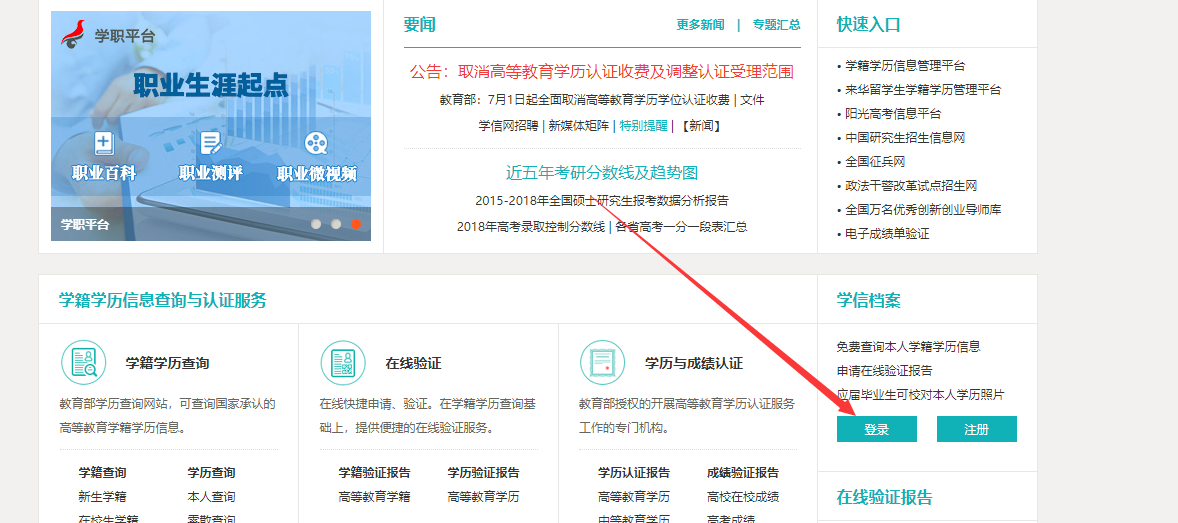 学职平台
职业生涯起点
职业百科
职业测评
职业微视频
学职平台
要闻
更多新闻 | 专题汇总
公告：取消高等教育学历认证收费及调整认证受理范围
教育部：7月1日起全面取消高等教育学历学位认证收费 | 文件
学信网招聘 | 新媒体矩阵 | 特别提醒 | 【新闻】
近五年考研分数线及趋势图
2015-2018年全国硕士研究生报考数据分析报告
2018年高考录取控制分数线 | 各省高考一分一段表汇总
快速入口
• 学籍学历信息管理平台
• 来华留学生学籍学历管理平台
• 阳光高考信息平台
• 中国研究生招生信息网
• 全国征兵网
• 政法干警改革试点招生网
• 全国万名优秀创新创业导师库
• 电子成绩单验证
学籍学历信息查询与认证服务
学籍学历查询
教育部学历查询网站，可查询国家承认的
高等教育学籍学历信息。
学籍查询
学历查询
新生学籍
本人查询
在校生学籍
零散查询
在线验证
在线快捷申请、验证。在学籍学历查询基
础上，提供便捷的在线验证服务。
学籍验证报告
学历验证报告
高等教育学籍
高等教育学历
学历与成绩认证
教育部授权的开展高等教育学历认证服务
工作的专门机构。
学历认证报告
成绩验证报告
高等教育学历
高校在校成绩
中等教育学历
高考成绩
学信档案
免费查询本人学籍学历信息
申请在线验证报告
应届毕业生可校对本人学历照片
登录
注册
在线验证报告